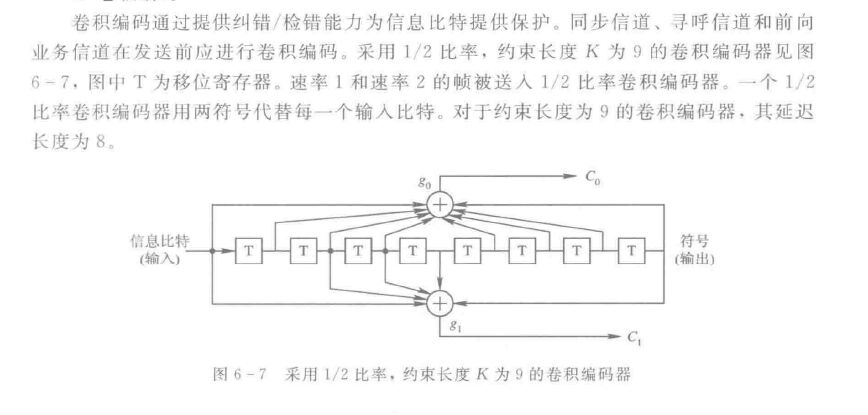 卷积编码通过提供纠错/检错能力为信息比特提供保护。同步信道、寻呼信道和前向
业务信道在发送前应进行卷积编码。采用 1/2 比率，约束长度 K 为 9 的卷积编码器见图
6-7，图中 T 为移位寄存器。速率 1 和速率 2 的帧被送入 1/2 比率卷积编码器。一个 1/2
比率卷积编码器用两符号代替每一个输入比特。对于约束长度为 9 的卷积编码器，其延迟
长度为 8。
g0 C0
信息比特
(输入)
T T T T T T T T
符号
(输出)
g1
C1
图 6-7 采用 1/2 比率，约束长度 K 为 9 的卷积编码器